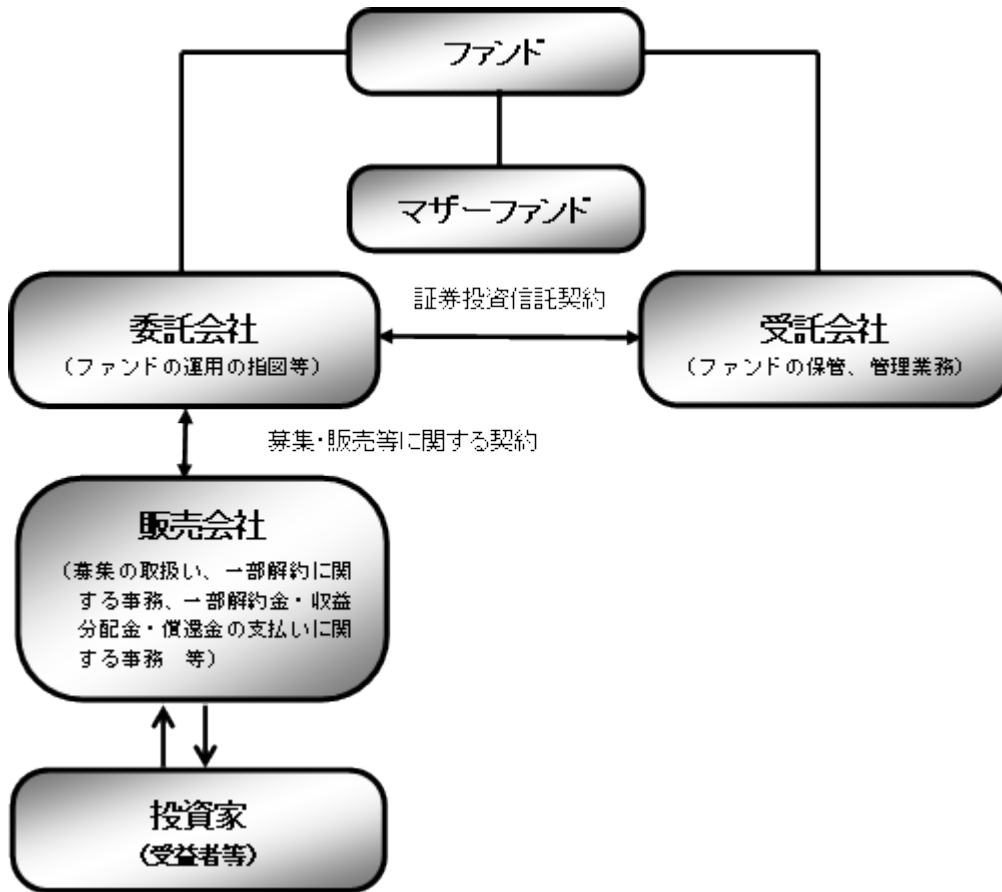 ファンド
マザーファンド
証券投資信託契約
委託会社
（ファンドの運用の指図等）
受託会社
（ファンドの保管、管理業務）
募集・販売等に関する契約
販売会社
（募集の取扱い、一部解約に関
する事務、一部解約金・収益
分配金・償還金の支払いに関
する事務　等）
投資家
（受益者等）